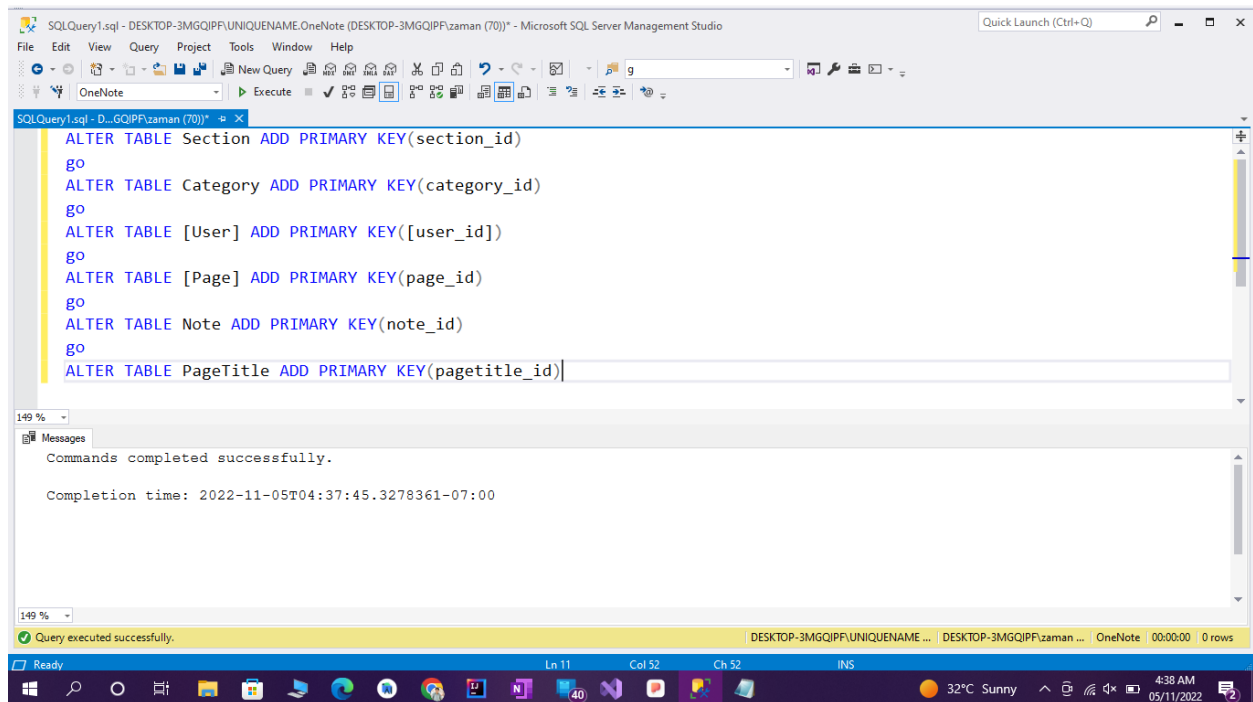 SQLQuery1.sql - DESKTOP-3MGQIPF\UNIQUENAME.OneNote (DESKTOP-3MGQIPF\zaman (70))* - Microsoft SQL Server Management Studio
Quick Launch (Ctrl+Q)
File Edit View Query Project Tools Window Help
New Query MDX DMX XMLA DAX g
OneNote Execute
SQLQuery1.sql - D...GQIPF\zaman (70))*
ALTER TABLE Section ADD PRIMARY KEY(section_id)
go
ALTER TABLE Category ADD PRIMARY KEY(category_id)
go
ALTER TABLE [User] ADD PRIMARY KEY([user_id])
go
ALTER TABLE [Page] ADD PRIMARY KEY(page_id)
go
ALTER TABLE Note ADD PRIMARY KEY(note_id)
go
ALTER TABLE PageTitle ADD PRIMARY KEY(pagetitle_id)
149 %
Messages
Commands completed successfully.
Completion time: 2022-11-05T04:37:45.3278361-07:00
149 %
Query executed successfully. DESKTOP-3MGQIPF\UNIQUENAME ... DESKTOP-3MGQIPF\zaman ... OneNote 00:00:00 0 rows
Ready Ln 11 Col 52 Ch 52 INS
40 32°C Sunny 4:38 AM
05/11/2022 2